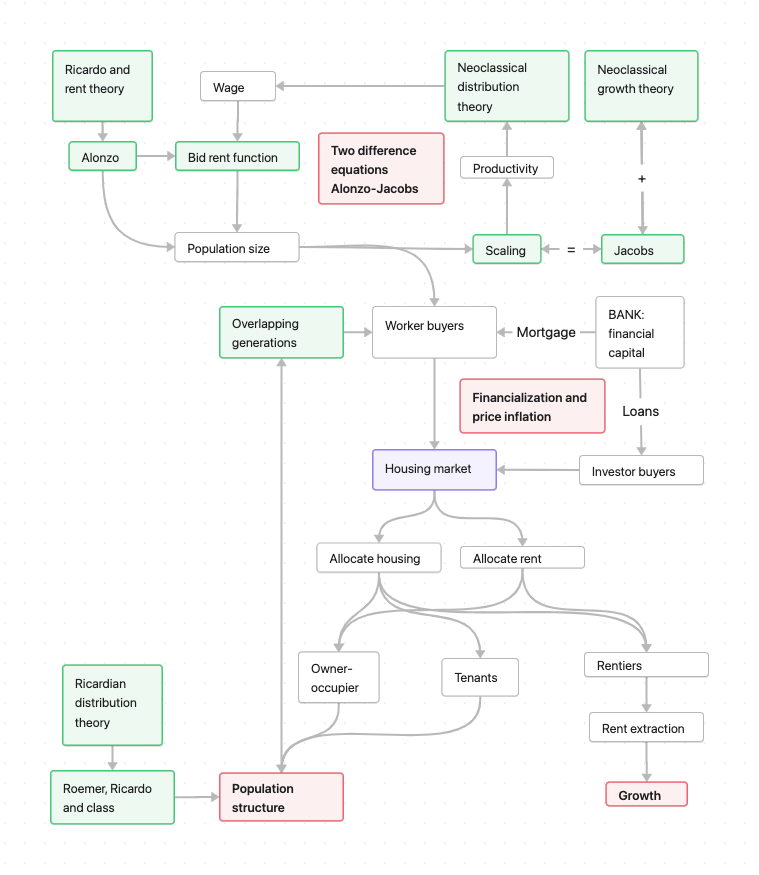 Ricardo and
rent theory
Wage
Neoclassical
distribution
theory
Neoclassical
growth theory
Alonzo
Bid rent function
Two difference
equations
Alonzo-Jacobs
Productivity
+
Population size
Scaling
=
Jacobs
Overlapping
generations
Worker buyers
Mortgage
BANK:
financial
capital
Financialization and
price inflation
Loans
Housing market
Investor buyers
Allocate housing
Allocate rent
Owner-
occupier
Tenants
Rentiers
Ricardian
distribution
theory
Rent extraction
Roemer, Ricardo
and class
Population
structure
Growth